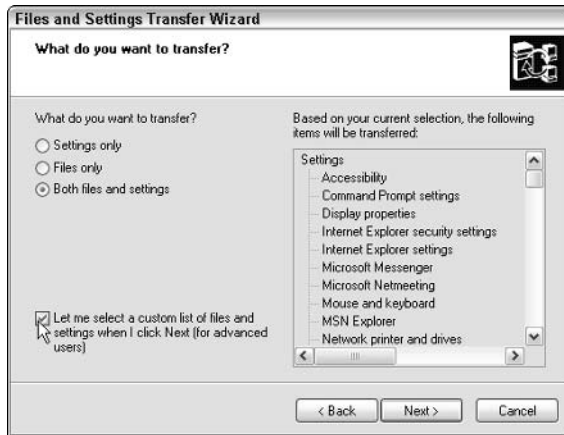 Files and Settings Transfer Wizard
What do you want to transfer?
What do you want to transfer?
Settings only
Files only
Both files and settings
Let me select a custom list of files and
settings when I click Next (for advanced
users)
Based on your current selection, the following
items will be transferred:
Settings
Accessibility
Command Prompt settings
Display properties
Internet Explorer security settings
Internet Explorer settings
Microsoft Messenger
Microsoft Netmeeting
Mouse and keyboard
MSN Explorer
Network printer and drives
< Back
Next >
Cancel